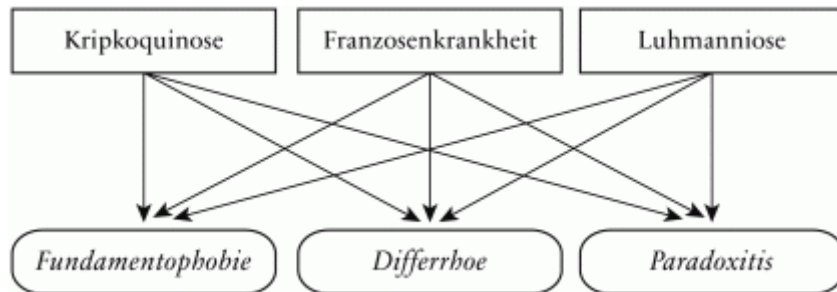 Kripkoquinose
Franzosenkrankheit
Luhmanniose
Fundamentophobie
Differrhoe
Paradoxitis